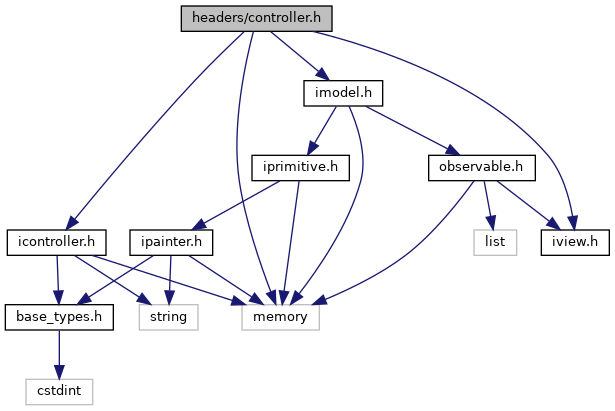 headers/controller.h
imodel.h
iprimitive.h
observable.h
icontroller.h
ipainter.h
list
iview.h
base_types.h
string
memory
cstdint